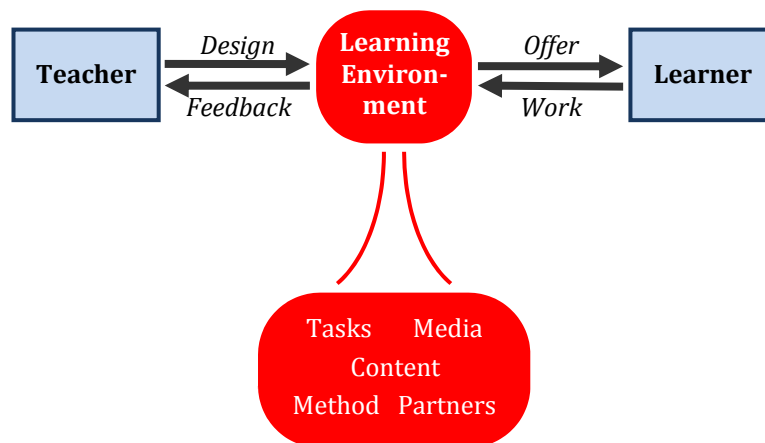 Teacher
Design
Feedback
Learning
Environ-
ment
Offer
Work
Learner
Tasks Media
Content
Method Partners